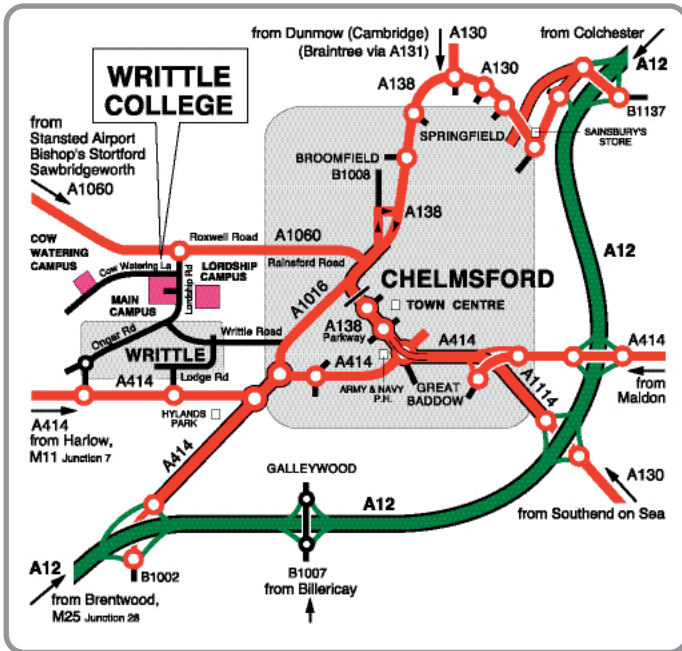 from Dunmow (Cambridge)
(Braintree via A131)
A130
from Colchester
A12
WRITTLE
COLLEGE
A138
A130
B1137
SPRINGFIELD
SAINSBURY'S
STORE
from
Stansted Airport
Bishop's Stortford
Sawbridgeworth
A1060
BROOMFIELD
B1008
A138
Roxwell Road
A1060
Rainsford Road
COW
WATERING
CAMPUS
Cow Watering La
Lordship Rd
LORDSHIP
CAMPUS
MAIN
CAMPUS
A12
CHELMSFORD
TOWN CENTRE
A1016
A138
Parkway
Ongar Rd
Writtle Road
WRITTLE
Lodge Rd
A414
A414
A414
A414
from
Maldon
ARMY & NAVY
P.H.
GREAT
BADDOW
A1114
HYLANDS
PARK
A414
from Harlow,
M11 Junction 7
A414
GALLEYWOOD
A130
from Southend on Sea
A12
A12
B1002
B1007
from Billericay
from Brentwood,
M25 Junction 28